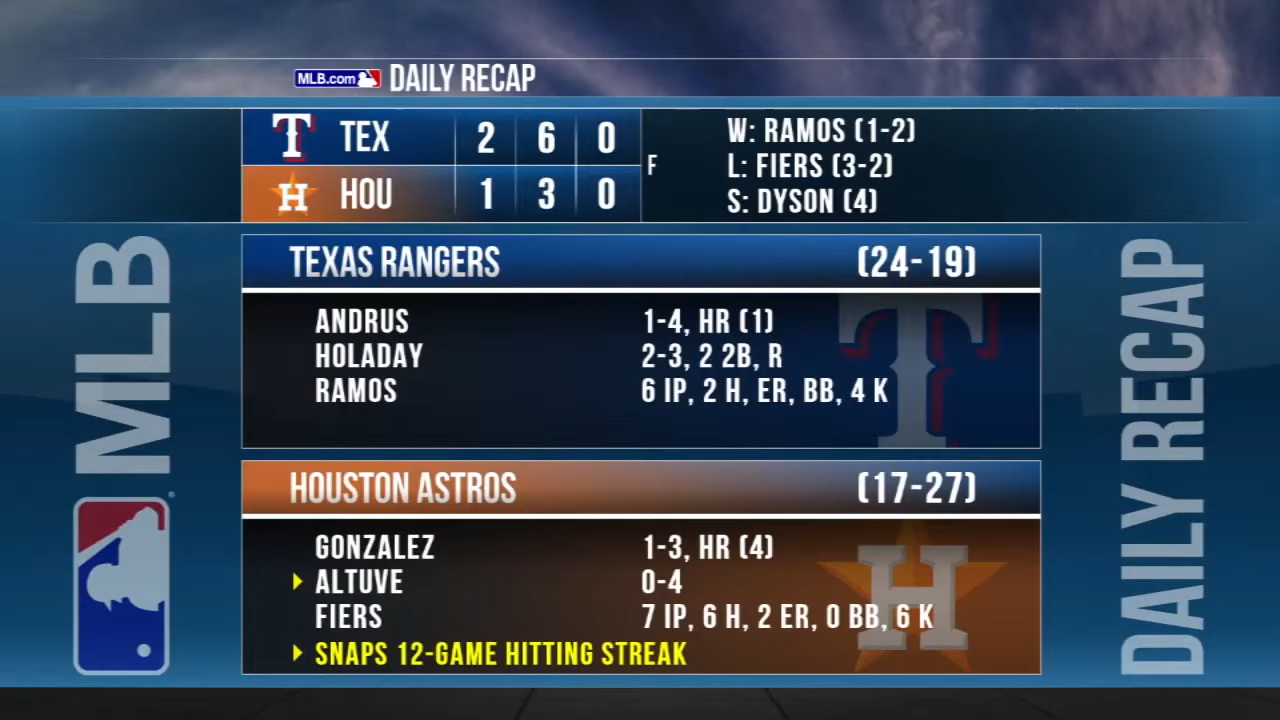 MLB.com DAILY RECAP
TEX 2 6 0
HOU 1 3 0
F
W: RAMOS (1-2)
L: FIERS (3-2)
S: DYSON (4)
TEXAS RANGERS (24-19)
ANDRUS 1-4, HR (1)
HOLADAY 2-3, 2 2B, R
RAMOS 6 IP, 2 H, ER, BB, 4 K
HOUSTON ASTROS (17-27)
GONZALEZ 1-3, HR (4)
ALTUVE 0-4
FIERS 7 IP, 6 H, 2 ER, 0 BB, 6 K
SNAPS 12-GAME HITTING STREAK
MLB
DAILY RECAP
T
H
T
H